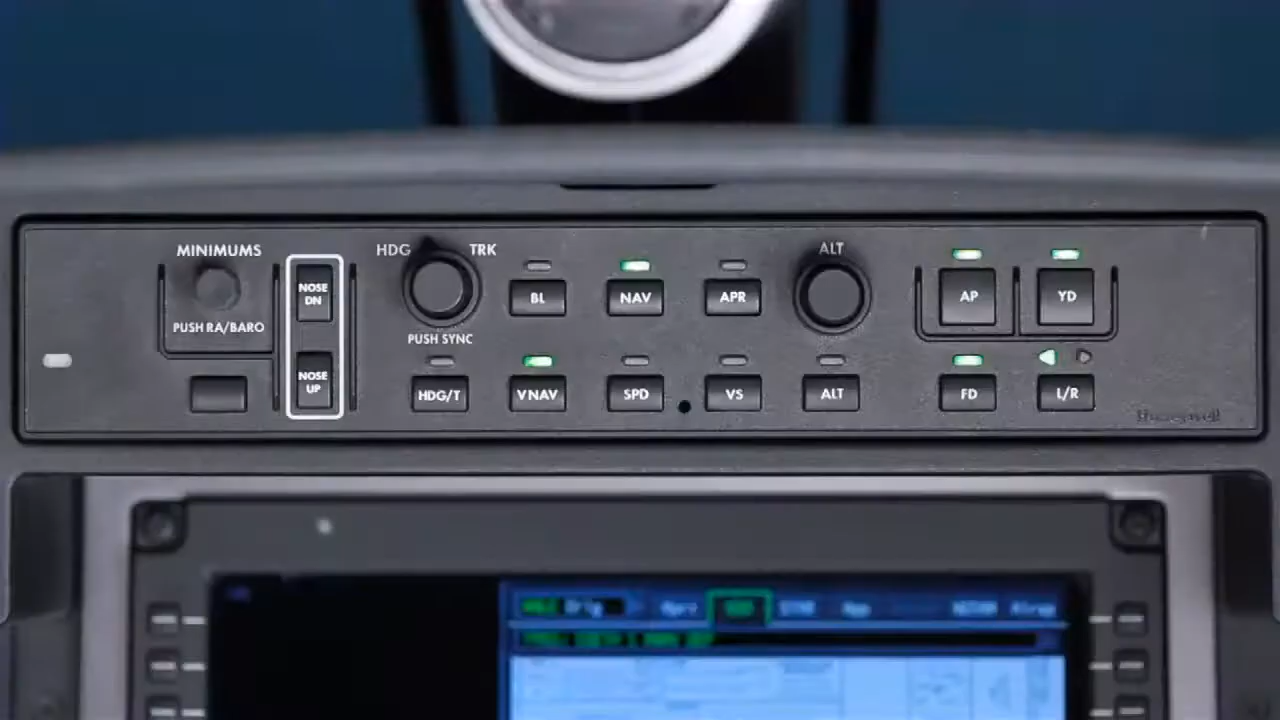 MINIMUMS
PUSH RA/BARO
NOSE
DN
NOSE
UP
HDG TRK
PUSH SYNC
BL NAV APR
ALT
AP YD
HDG/T VNAV SPD VS ALT
FD L/R
Honeywell